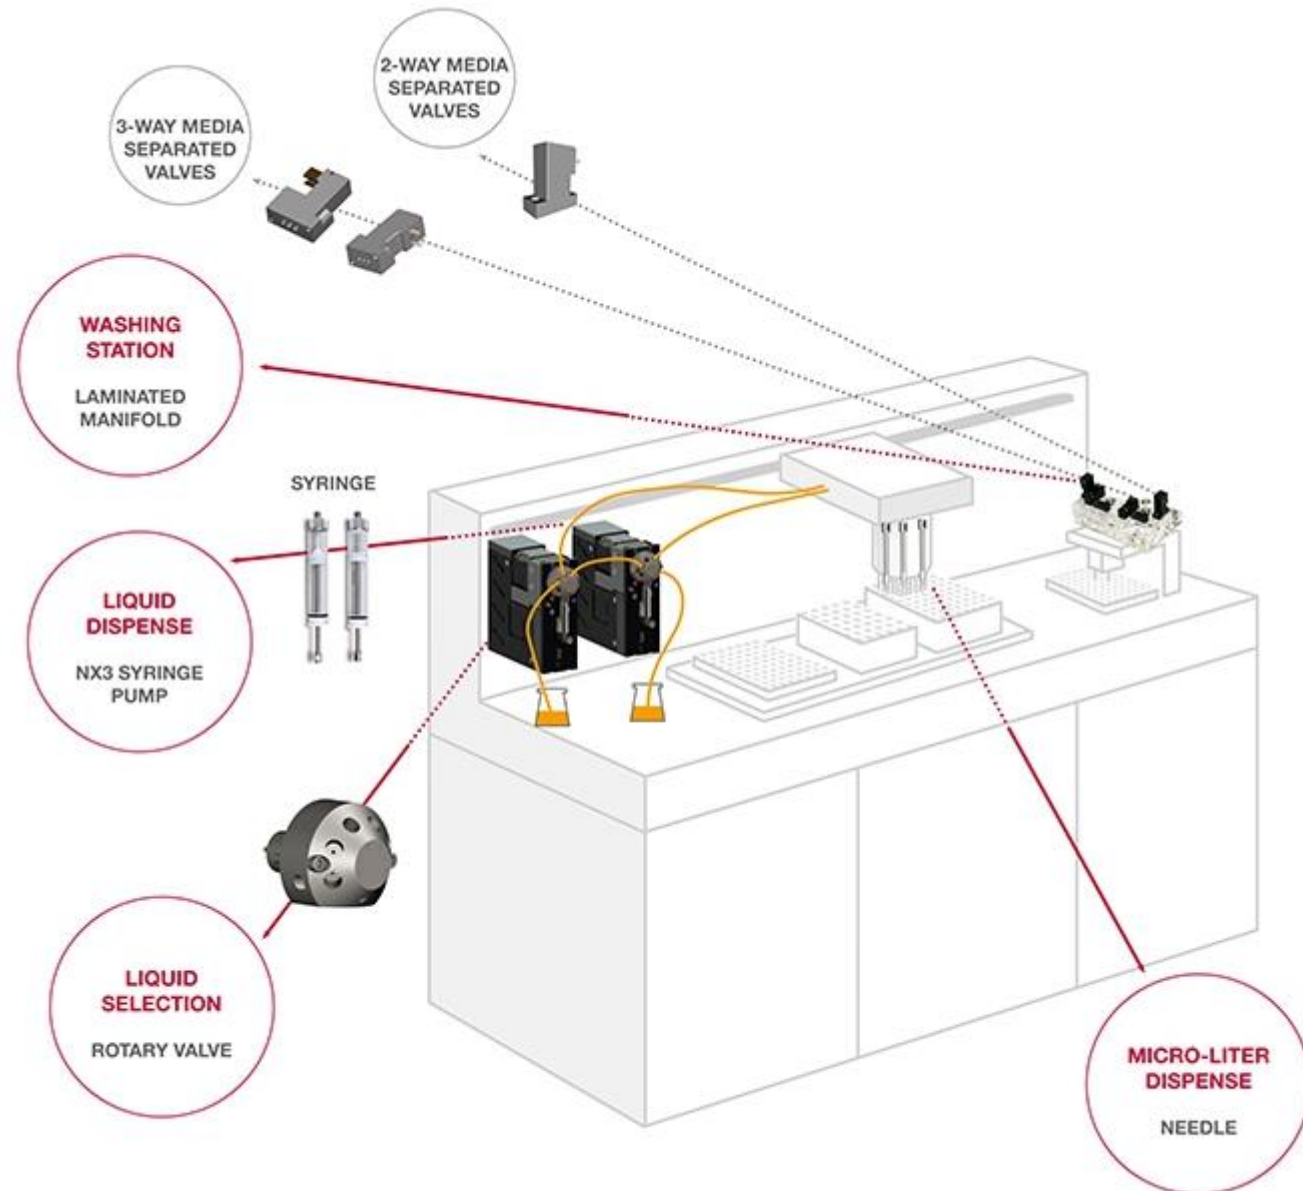 2-WAY MEDIA
SEPARATED
VALVES
3-WAY MEDIA
SEPARATED
VALVES
WASHING
STATION
LAMINATED
MANIFOLD
SYRINGE
LIQUID
DISPENSE
NX3 SYRINGE
PUMP
LIQUID
SELECTION
ROTARY VALVE
MICRO-LITER
DISPENSE
NEEDLE